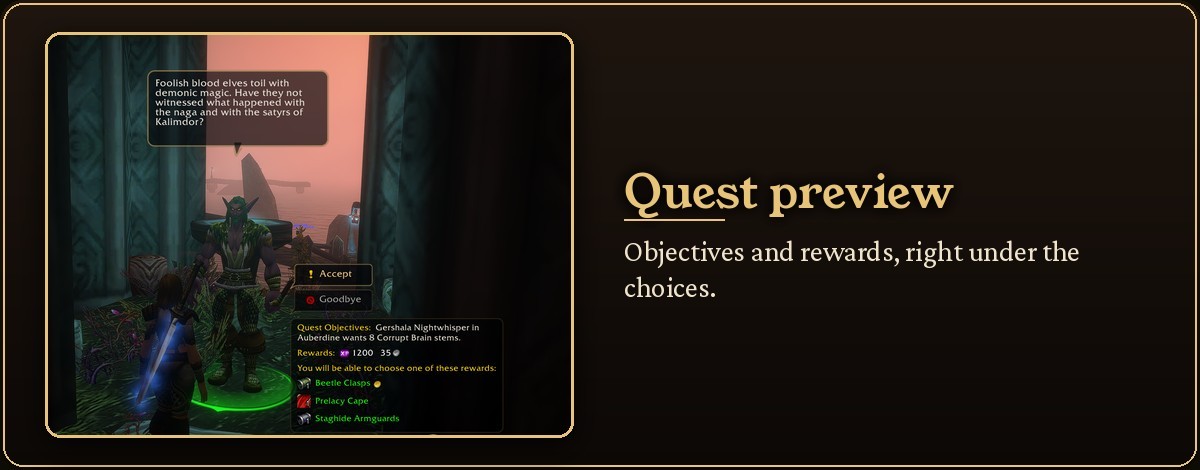 Foolish blood elves toil with
demonic magic. Have they not
witnessed what happened with
the naga and with the satyrs of
Kalimdor?
! Accept
Goodbye
Quest Objectives: Gershala Nightwhisper in
Auberdine wants 8 Corrupt Brain stems.
Rewards: XP 1200 35
You will be able to choose one of these rewards:
Beetle Clasps
Prelacy Cape
Staghide Armguards
Quest preview
Objectives and rewards, right under the
choices.